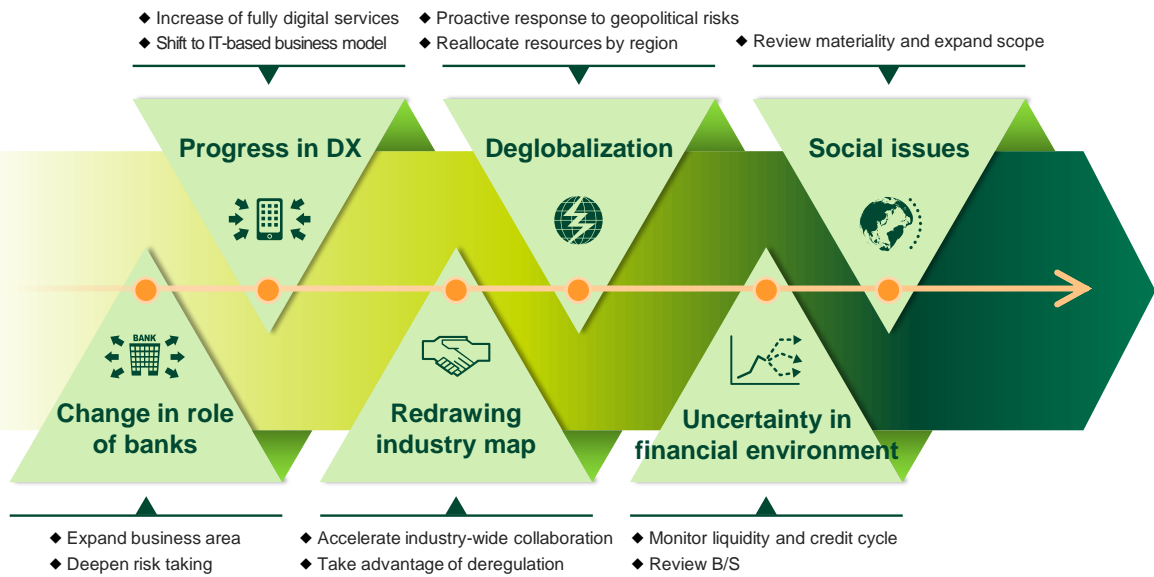 ◆ Increase of fully digital services
◆ Shift to IT-based business model
◆ Proactive response to geopolitical risks
◆ Reallocate resources by region
◆ Review materiality and expand scope
Progress in DX
Deglobalization
Social issues
BANK
Change in role
of banks
Redrawing
industry map
Uncertainty in
financial environment
◆ Expand business area
◆ Deepen risk taking
◆ Accelerate industry-wide collaboration
◆ Take advantage of deregulation
◆ Monitor liquidity and credit cycle
◆ Review B/S